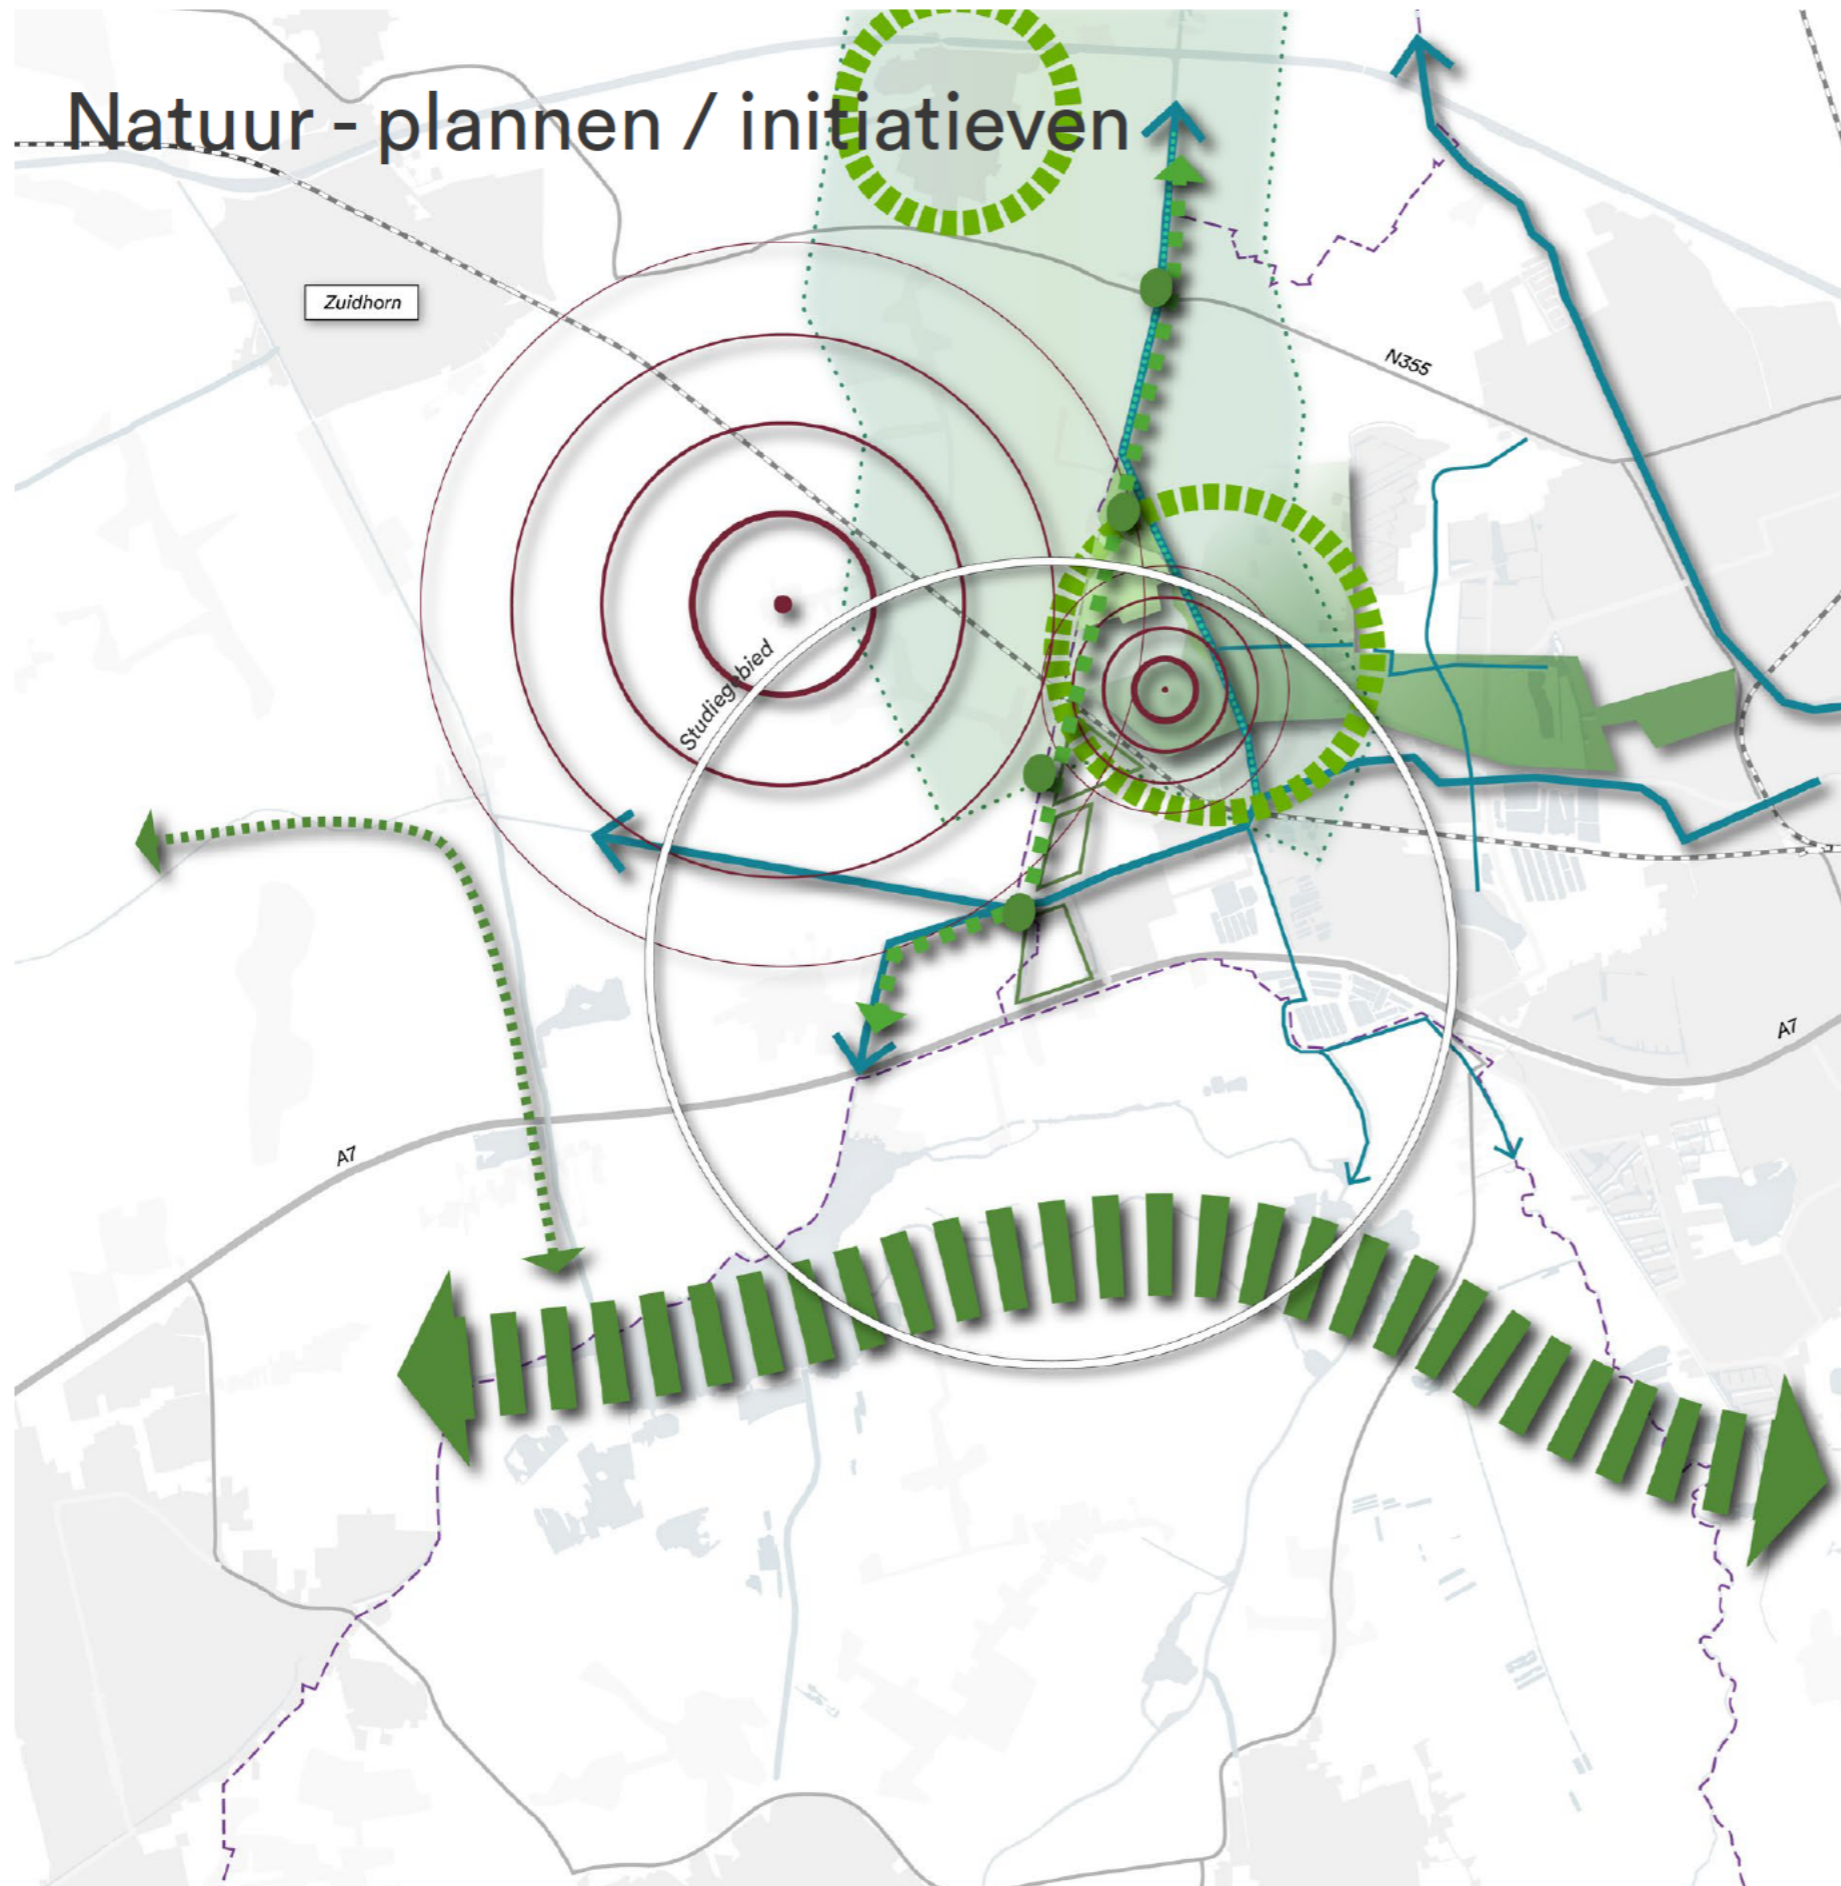 Natuur - plannen / initiatieven
Zuidhorn
N355
Studiegebied
A7
A7